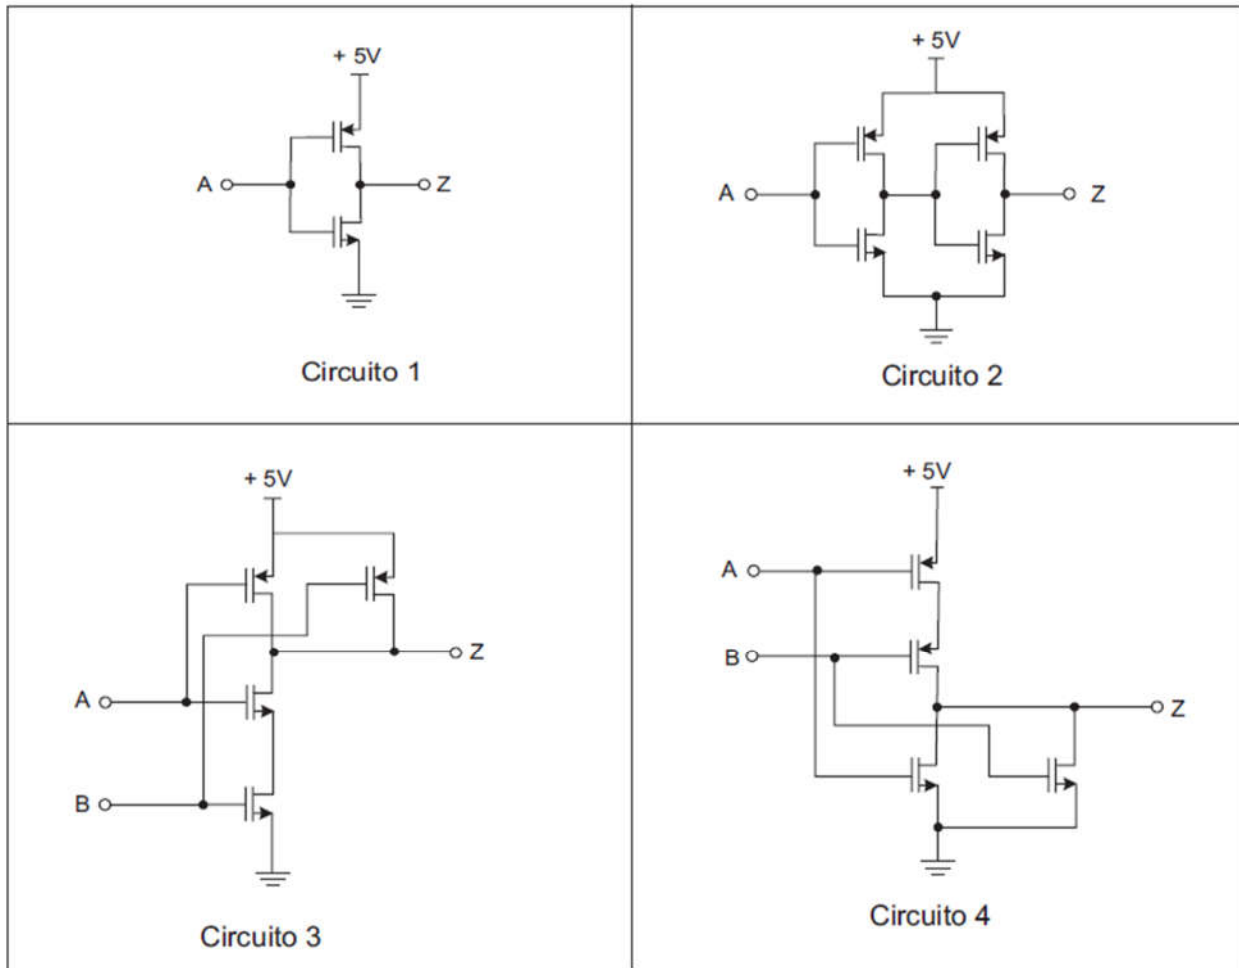 + 5V
A
Z
Circuito 1
+ 5V
A
Z
Circuito 2
+ 5V
Z
A
B
Circuito 3
+ 5V
A
B
Z
Circuito 4